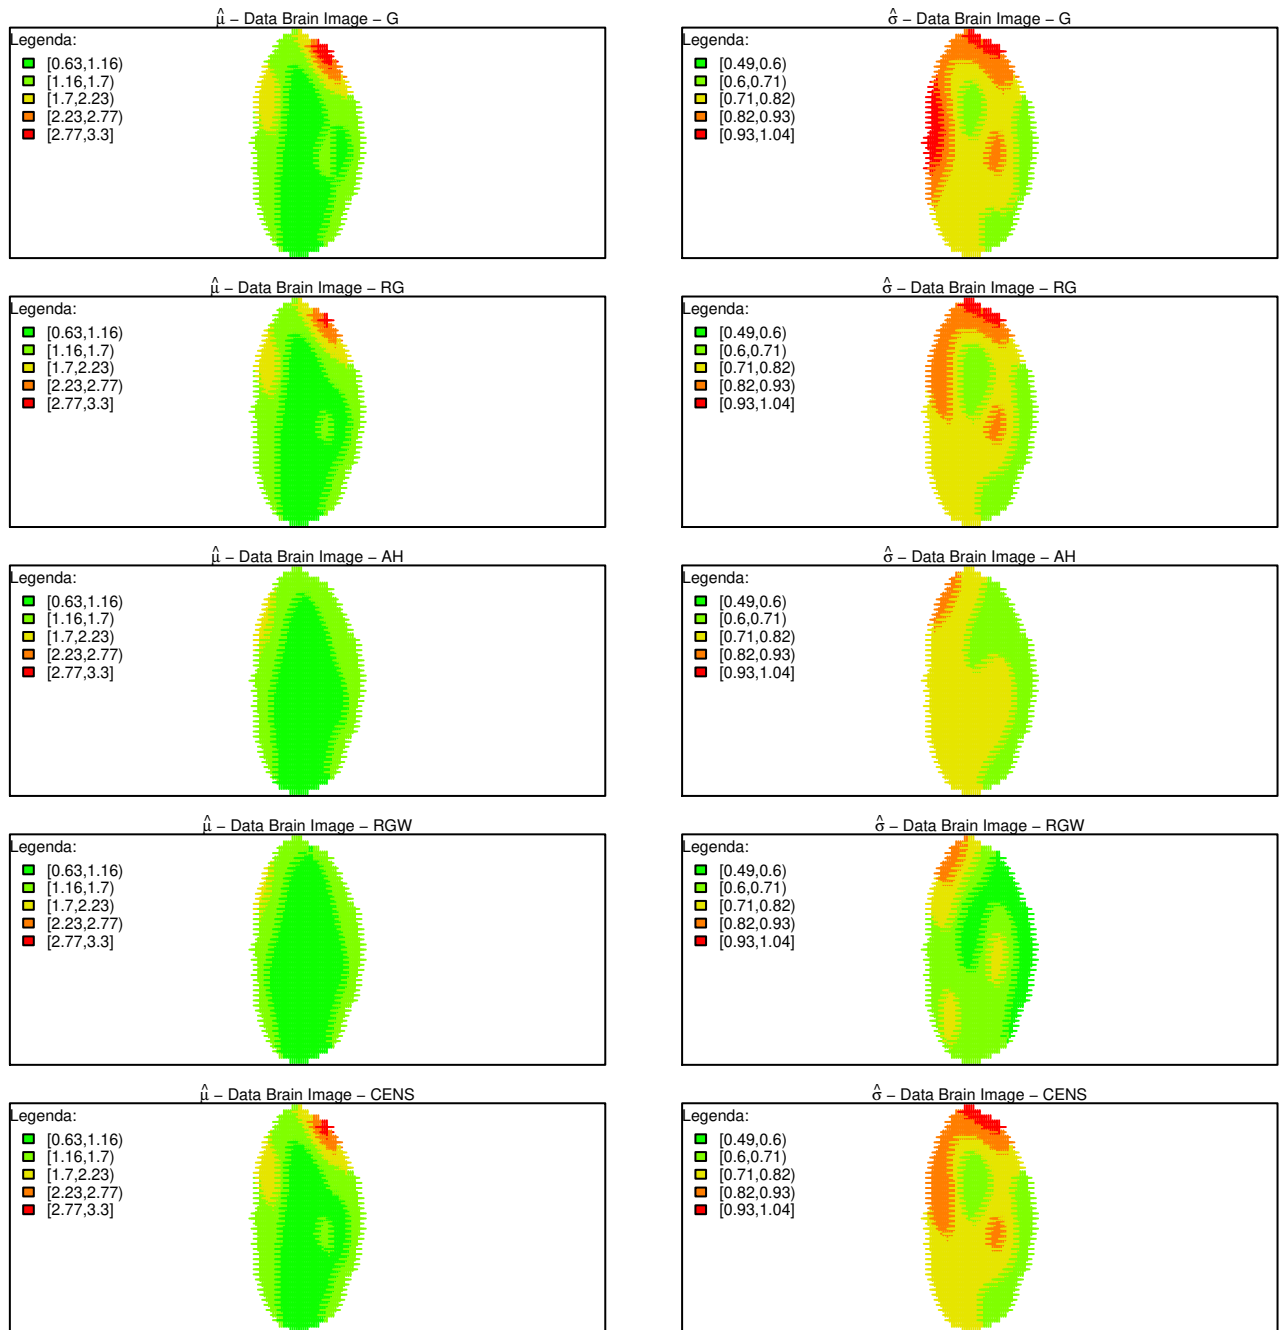 μ̂ – Data Brain Image – G
Legenda:
[0.63,1.16)
[1.16,1.7)
[1.7,2.23)
[2.23,2.77)
[2.77,3.3]
σ̂ – Data Brain Image – G
Legenda:
[0.49,0.6)
[0.6,0.71)
[0.71,0.82)
[0.82,0.93)
[0.93,1.04]
μ̂ – Data Brain Image – RG
Legenda:
[0.63,1.16)
[1.16,1.7)
[1.7,2.23)
[2.23,2.77)
[2.77,3.3]
σ̂ – Data Brain Image – RG
Legenda:
[0.49,0.6)
[0.6,0.71)
[0.71,0.82)
[0.82,0.93)
[0.93,1.04]
μ̂ – Data Brain Image – AH
Legenda:
[0.63,1.16)
[1.16,1.7)
[1.7,2.23)
[2.23,2.77)
[2.77,3.3]
σ̂ – Data Brain Image – AH
Legenda:
[0.49,0.6)
[0.6,0.71)
[0.71,0.82)
[0.82,0.93)
[0.93,1.04]
μ̂ – Data Brain Image – RGW
Legenda:
[0.63,1.16)
[1.16,1.7)
[1.7,2.23)
[2.23,2.77)
[2.77,3.3]
σ̂ – Data Brain Image – RGW
Legenda:
[0.49,0.6)
[0.6,0.71)
[0.71,0.82)
[0.82,0.93)
[0.93,1.04]
μ̂ – Data Brain Image – CENS
Legenda:
[0.63,1.16)
[1.16,1.7)
[1.7,2.23)
[2.23,2.77)
[2.77,3.3]
σ̂ – Data Brain Image – CENS
Legenda:
[0.49,0.6)
[0.6,0.71)
[0.71,0.82)
[0.82,0.93)
[0.93,1.04]